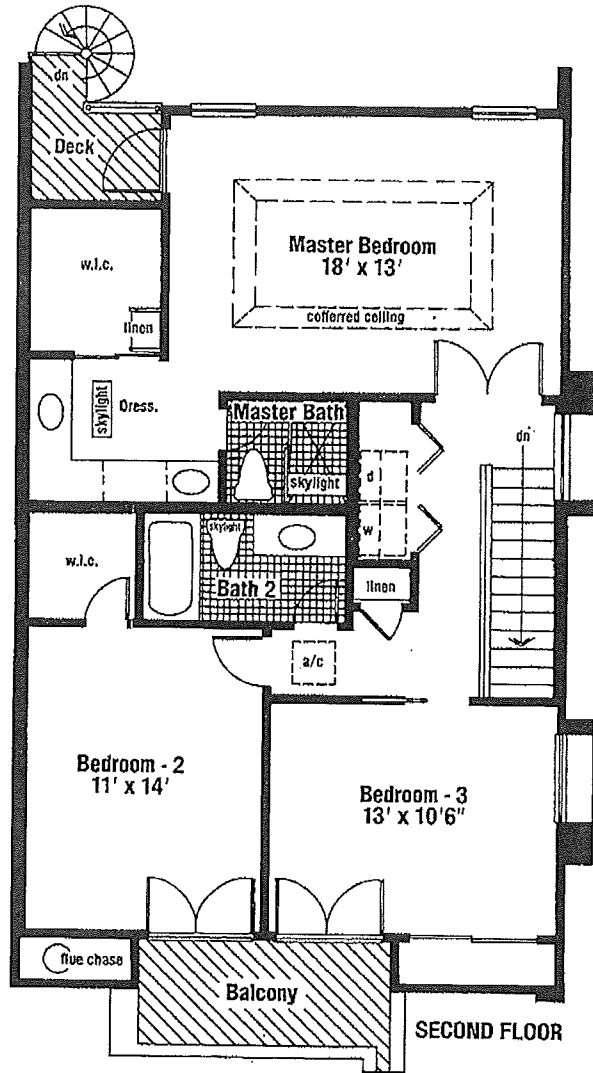 dn
Deck
w.i.c.
linen
Master Bedroom
18' x 13'
cofferred ceiling
skylight
Dress.
Master Bath
skylight
dn
d
w
w.i.c.
skylight
Bath 2
linen
a/c
Bedroom - 2
11' x 14'
Bedroom - 3
13' x 10'6"
flue chase
Balcony
SECOND FLOOR